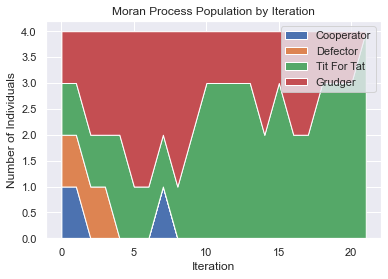 Moran Process Population by Iteration
Cooperator
Defector
Tit For Tat
Grudger
Number of Individuals
4.0
3.5
3.0
2.5
2.0
1.5
1.0
0.5
0.0
0 5 10 15 20
Iteration